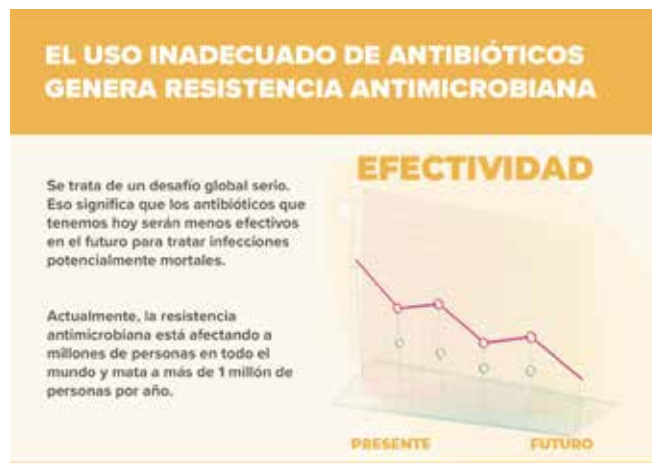 EL USO INADECUADO DE ANTIBIÓTICOS
GENERA RESISTENCIA ANTIMICROBIANA
Se trata de un desafío global serio.
Eso significa que los antibióticos que
tenemos hoy serán menos efectivos
en el futuro para tratar infecciones
potencialmente mortales.
Actualmente, la resistencia
antimicrobiana está afectando a
millones de personas en todo el
mundo y mata a más de 1 millón de
personas por año.
EFECTIVIDAD
PRESENTE
FUTURO